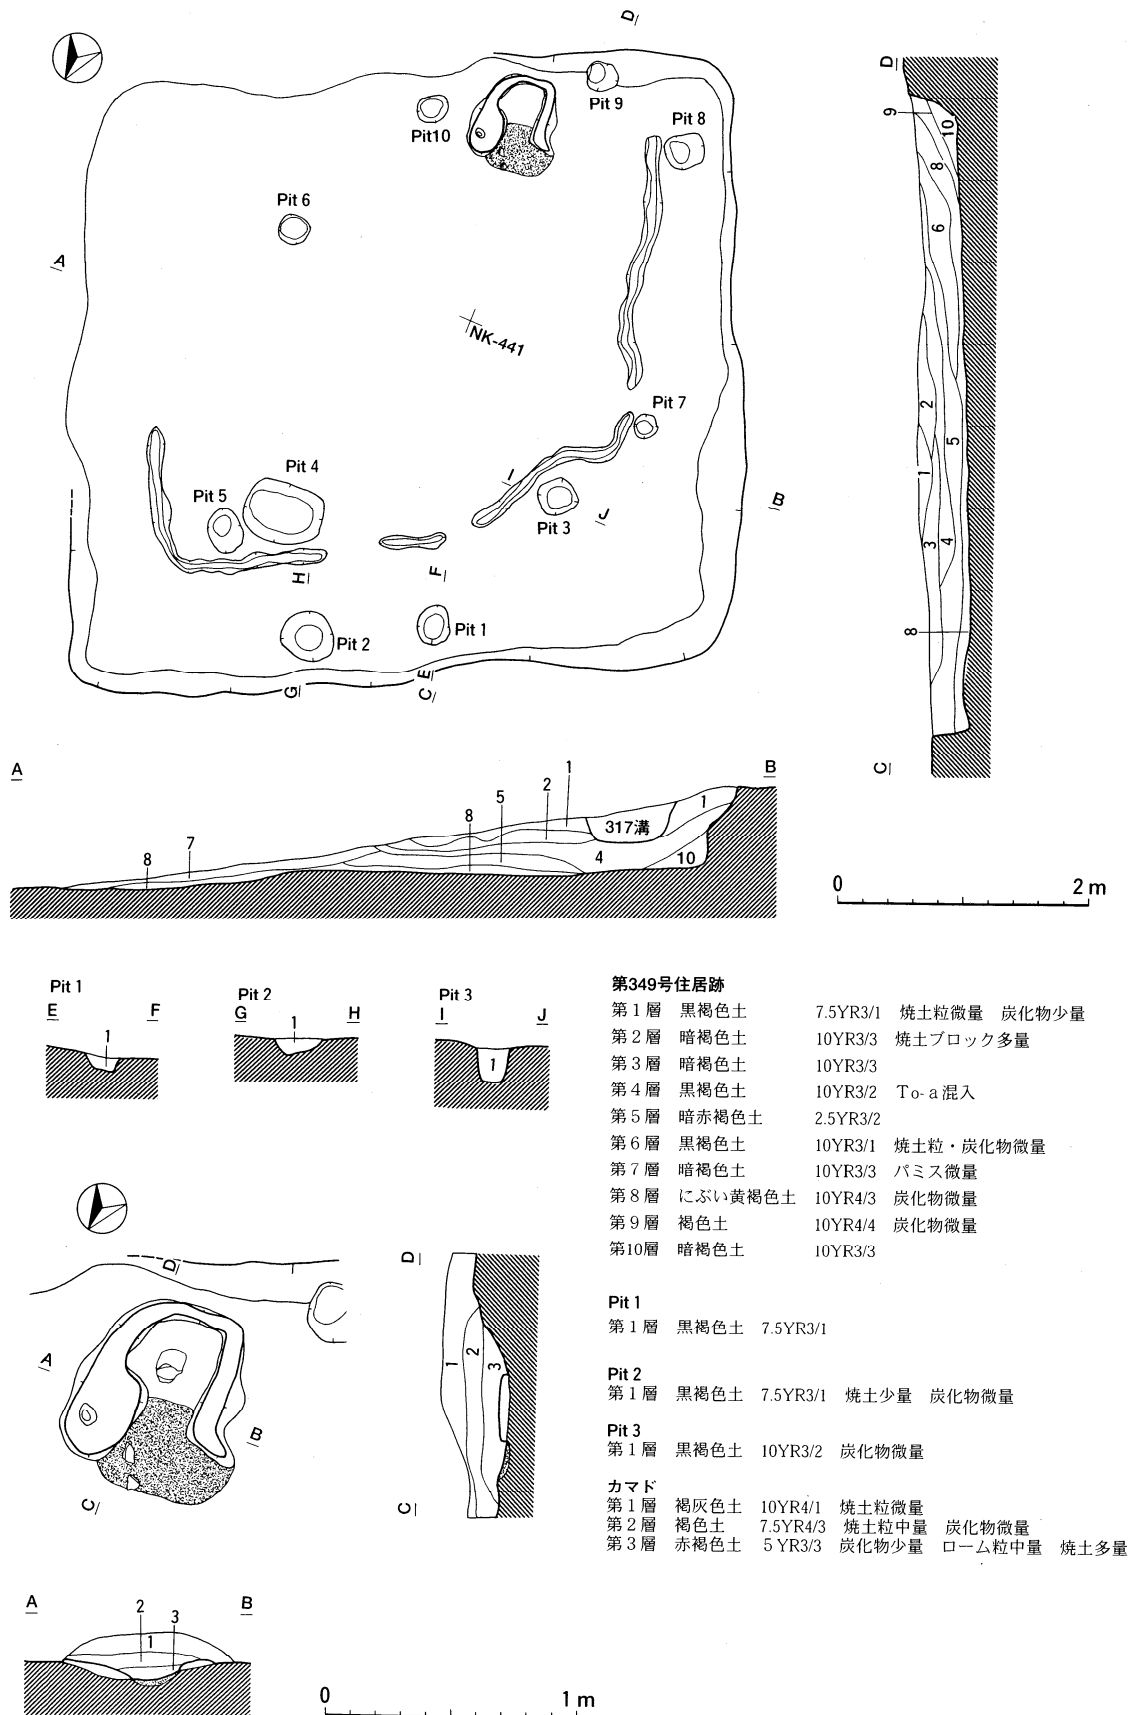 D
D
Pit 9
Pit10
Pit 8
9
10
8
Pit 6
6
A
NK-441
2
Pit 7
5
Pit 4
I
1
Pit 5
B
J
Pit 3
3
4
H
F
8
Pit 2
Pit 1
E
G
C
C
A
1
B
2
5
1
8
317溝
7
4
10
8
0 2 m
Pit 1
E F
1
Pit 2
G H
1
Pit 3
I J
1
第349号住居跡
第1層 黒褐色土 7.5YR3/1 焼土粒微量 炭化物少量
第2層 暗褐色土 10YR3/3 焼土ブロック多量
第3層 暗褐色土 10YR3/3
第4層 黒褐色土 10YR3/2 To-a混入
第5層 暗赤褐色土 2.5YR3/2
第6層 黒褐色土 10YR3/1 焼土粒・炭化物微量
第7層 暗褐色土 10YR3/3 パミス微量
第8層 にぶい黄褐色土 10YR4/3 炭化物微量
第9層 褐色土 10YR4/4 炭化物微量
第10層 暗褐色土 10YR3/3
Pit 1
第1層 黒褐色土 7.5YR3/1
Pit 2
第1層 黒褐色土 7.5YR3/1 焼土少量 炭化物微量
Pit 3
第1層 黒褐色土 10YR3/2 炭化物微量
カマド
第1層 褐灰色土 10YR4/1 焼土粒微量
第2層 褐色土 7.5YR4/3 焼土粒中量 炭化物微量
第3層 赤褐色土 5YR3/3 炭化物少量 ローム粒中量 焼土多量
D
A
B
C
D
1
2
3
C
A
B
2
3
1
0 1 m